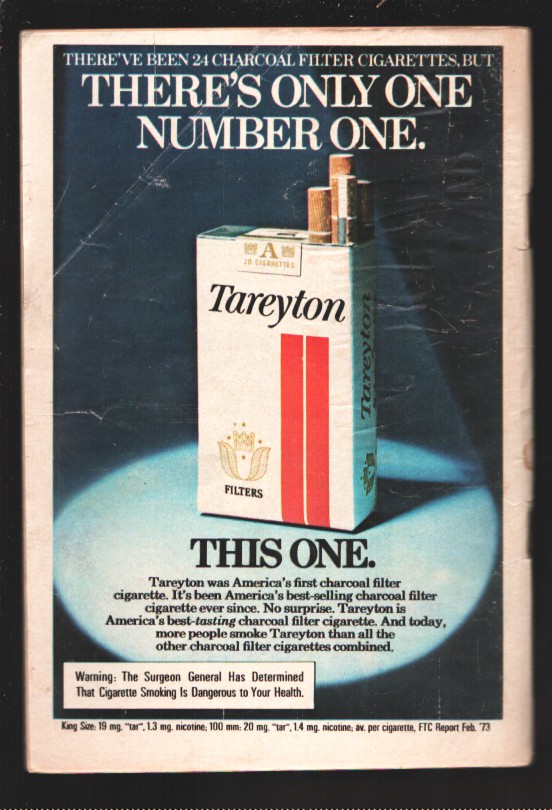 THERE'VE BEEN 24 CHARCOAL FILTER CIGARETTES, BUT
THERE'S ONLY ONE
NUMBER ONE.
A
20 CIGARETTES
Tareyton
Tareyton
FILTERS
THIS ONE.
Tareyton was America's first charcoal filter
cigarette. It's been America's best-selling charcoal filter
cigarette ever since. No surprise. Tareyton is
America's best-tasting charcoal filter cigarette. And today,
more people smoke Tareyton than all the
other charcoal filter cigarettes combined.
Warning: The Surgeon General Has Determined
That Cigarette Smoking Is Dangerous to Your Health.
King Size: 19 mg. "tar", 1.3 mg. nicotine; 100 mm: 20 mg. "tar", 1.4 mg. nicotine; av. per cigarette, FTC Report Feb. '73